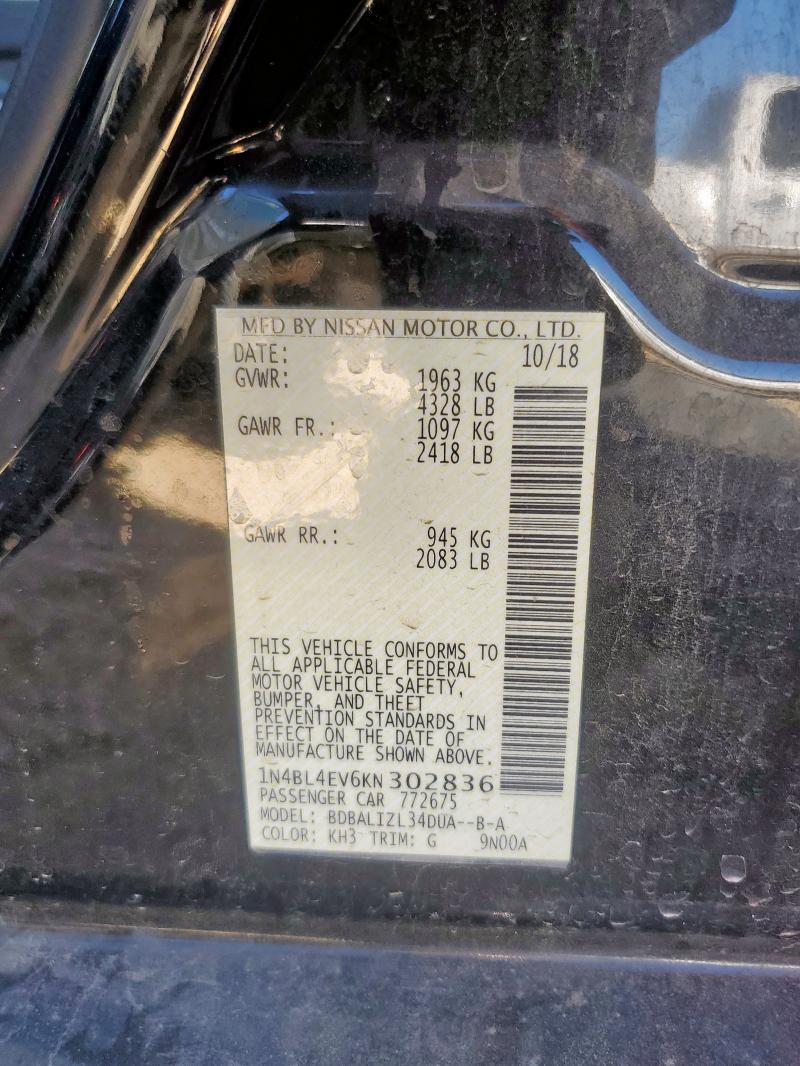 MFD BY NISSAN MOTOR CO., LTD.
DATE: 10/18
GVWR: 1963 KG
4328 LB
GAWR FR.: 1097 KG
2418 LB
GAWR RR.: 945 KG
2083 LB
THIS VEHICLE CONFORMS TO
ALL APPLICABLE FEDERAL
MOTOR VEHICLE SAFETY,
BUMPER, AND THEFT
PREVENTION STANDARDS IN
EFFECT ON THE DATE OF
MANUFACTURE SHOWN ABOVE.
1N4BL4EV6KN302836
PASSENGER CAR 772675
MODEL: BDBALIZL34DUA--B-A
COLOR: KH3 TRIM: G 9N00A